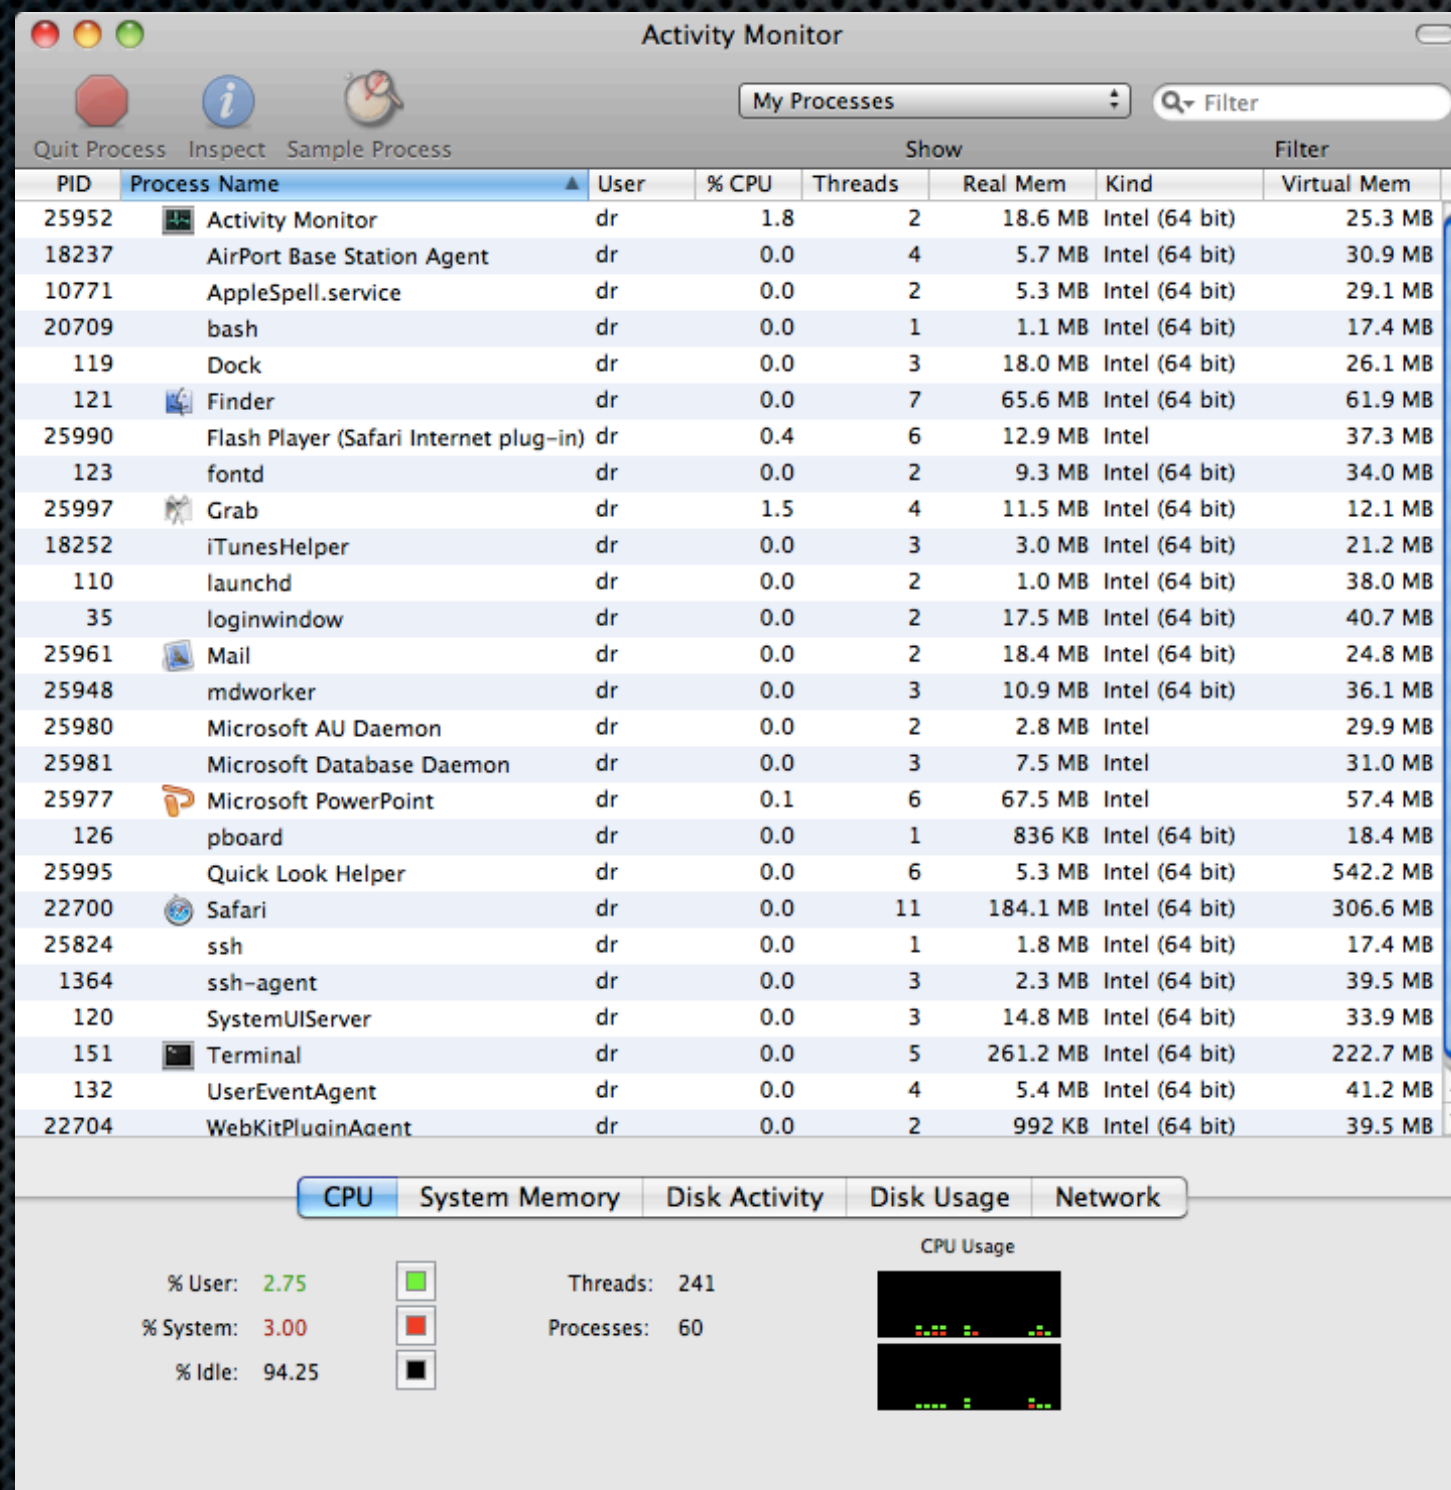 Activity Monitor
My Processes Filter
Quit Process Inspect Sample Process Show Filter
PID Process Name User % CPU Threads Real Mem Kind Virtual Mem
25952 Activity Monitor dr 1.8 2 18.6 MB Intel (64 bit) 25.3 MB
18237 AirPort Base Station Agent dr 0.0 4 5.7 MB Intel (64 bit) 30.9 MB
10771 AppleSpell.service dr 0.0 2 5.3 MB Intel (64 bit) 29.1 MB
20709 bash dr 0.0 1 1.1 MB Intel (64 bit) 17.4 MB
119 Dock dr 0.0 3 18.0 MB Intel (64 bit) 26.1 MB
121 Finder dr 0.0 7 65.6 MB Intel (64 bit) 61.9 MB
25990 Flash Player (Safari Internet plug-in) dr 0.4 6 12.9 MB Intel 37.3 MB
123 fontd dr 0.0 2 9.3 MB Intel (64 bit) 34.0 MB
25997 Grab dr 1.5 4 11.5 MB Intel (64 bit) 12.1 MB
18252 iTunesHelper dr 0.0 3 3.0 MB Intel (64 bit) 21.2 MB
110 launchd dr 0.0 2 1.0 MB Intel (64 bit) 38.0 MB
35 loginwindow dr 0.0 2 17.5 MB Intel (64 bit) 40.7 MB
25961 Mail dr 0.0 2 18.4 MB Intel (64 bit) 24.8 MB
25948 mdworker dr 0.0 3 10.9 MB Intel (64 bit) 36.1 MB
25980 Microsoft AU Daemon dr 0.0 2 2.8 MB Intel 29.9 MB
25981 Microsoft Database Daemon dr 0.0 3 7.5 MB Intel 31.0 MB
25977 Microsoft PowerPoint dr 0.1 6 67.5 MB Intel 57.4 MB
126 pboard dr 0.0 1 836 KB Intel (64 bit) 18.4 MB
25995 Quick Look Helper dr 0.0 6 5.3 MB Intel (64 bit) 542.2 MB
22700 Safari dr 0.0 11 184.1 MB Intel (64 bit) 306.6 MB
25824 ssh dr 0.0 1 1.8 MB Intel (64 bit) 17.4 MB
1364 ssh-agent dr 0.0 3 2.3 MB Intel (64 bit) 39.5 MB
120 SystemUIServer dr 0.0 3 14.8 MB Intel (64 bit) 33.9 MB
151 Terminal dr 0.0 5 261.2 MB Intel (64 bit) 222.7 MB
132 UserEventAgent dr 0.0 4 5.4 MB Intel (64 bit) 41.2 MB
22704 WebKitPluginAgent dr 0.0 2 992 KB Intel (64 bit) 39.5 MB
CPU System Memory Disk Activity Disk Usage Network
CPU Usage
% User: 2.75 Threads: 241
% System: 3.00 Processes: 60
% Idle: 94.25